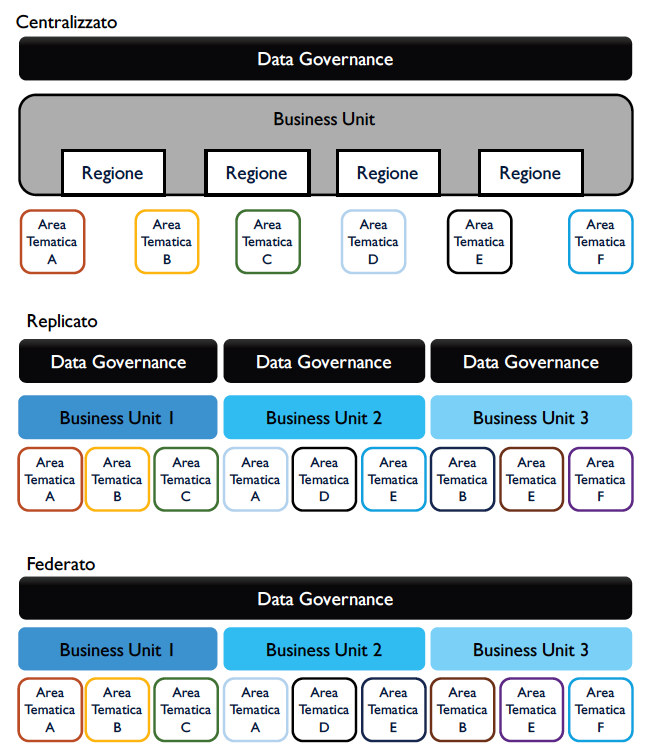 Centralizzato
Data Governance
Business Unit
Regione Regione Regione Regione
Area Area Area Area Area Area
Tematica Tematica Tematica Tematica Tematica Tematica
A B C D E F
Replicato
Data Governance Data Governance Data Governance
Business Unit 1 Business Unit 2 Business Unit 3
Area Area Area Area Area Area Area Area Area
Tematica Tematica Tematica Tematica Tematica Tematica Tematica Tematica Tematica
A B C A D E B E F
Federato
Data Governance
Business Unit 1 Business Unit 2 Business Unit 3
Area Area Area Area Area Area Area Area Area
Tematica Tematica Tematica Tematica Tematica Tematica Tematica Tematica Tematica
A B C A D E B E F